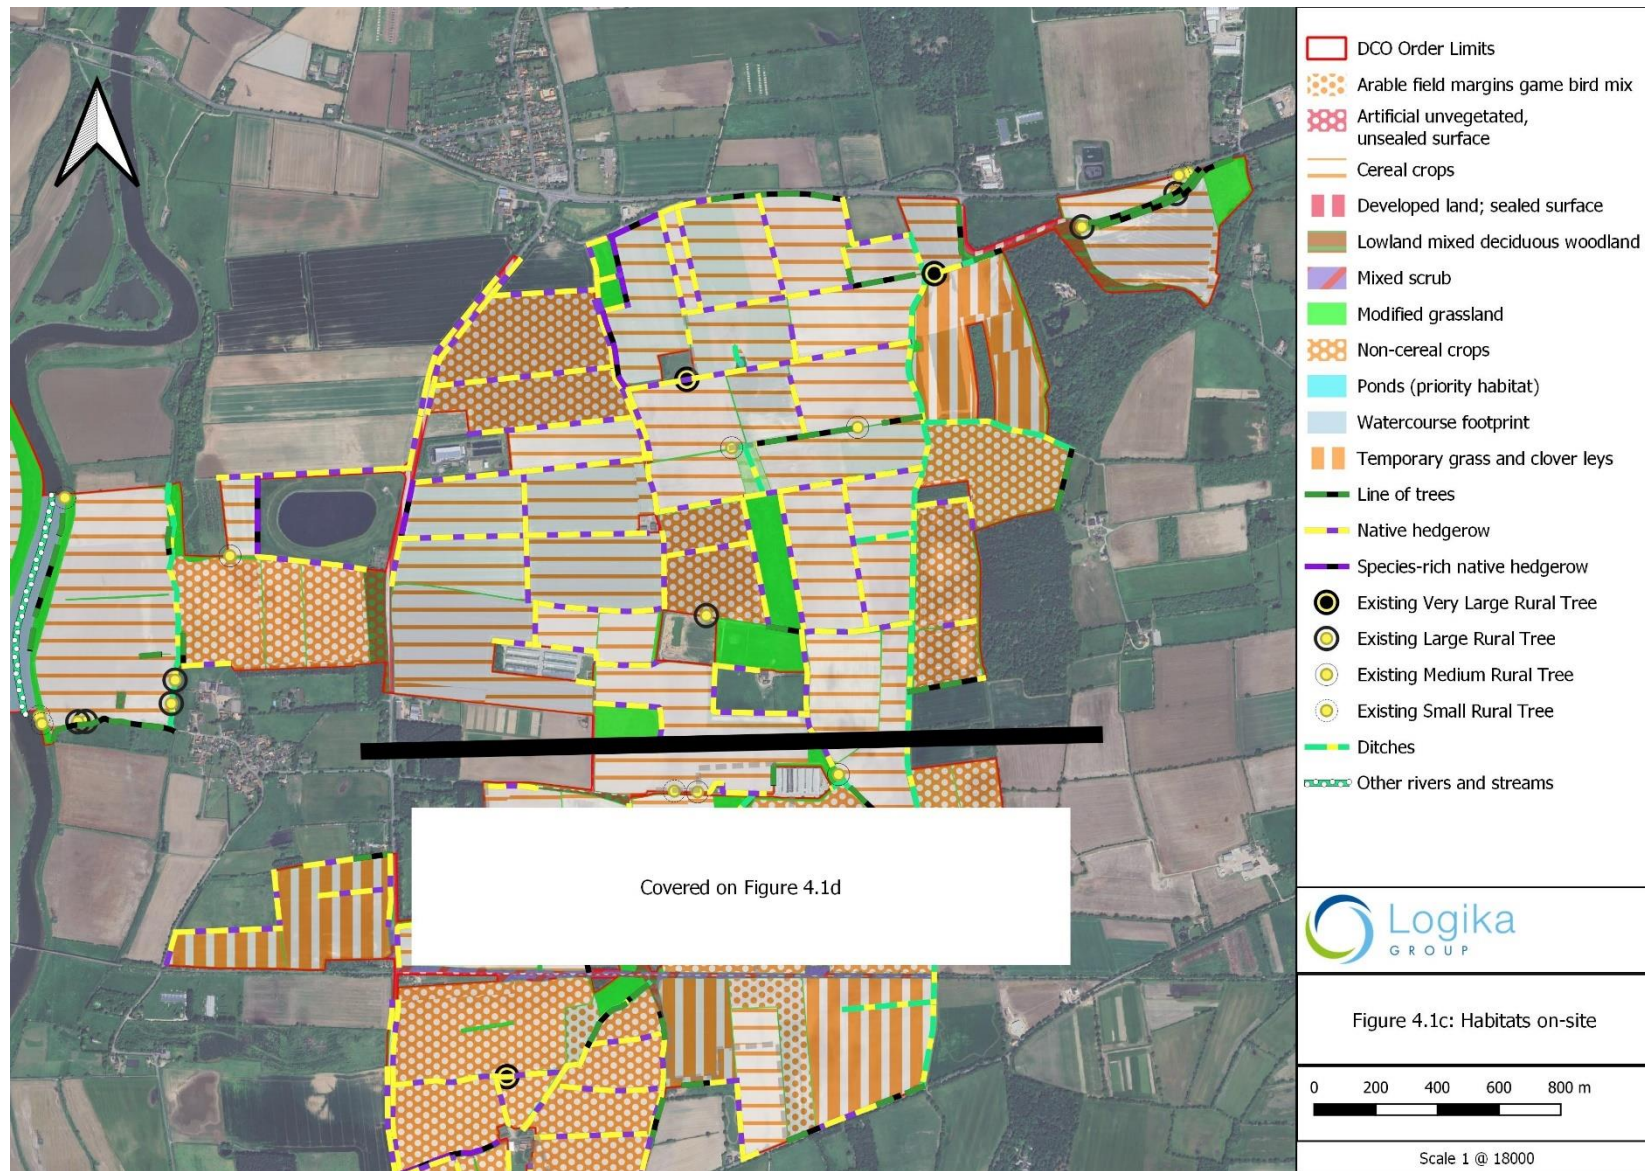 DCO Order Limits
Arable field margins game bird mix
Artificial unvegetated,
unsealed surface
Cereal crops
Developed land; sealed surface
Lowland mixed deciduous woodland
Mixed scrub
Modified grassland
Non-cereal crops
Ponds (priority habitat)
Watercourse footprint
Temporary grass and clover leys
Line of trees
Native hedgerow
Species-rich native hedgerow
Existing Very Large Rural Tree
Existing Large Rural Tree
Existing Medium Rural Tree
Existing Small Rural Tree
Ditches
Other rivers and streams
Covered on Figure 4.1d
Logika
GROUP
Figure 4.1c: Habitats on-site
0 200 400 600 800 m
Scale 1 @ 18000